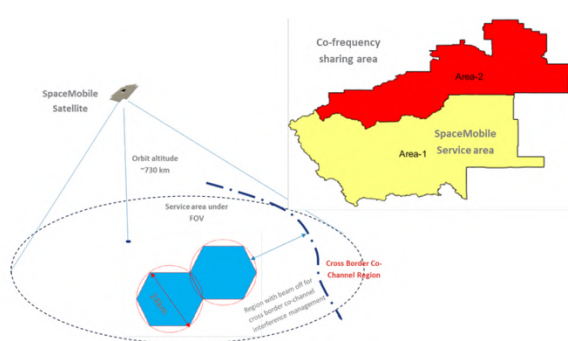 SpaceMobile
Satellite
Orbit altitude
~730 km
Service area under
FOV
24km
Region with beam off for
cross border co-channel
interference management
Cross Border Co-
Channel Region
Co-frequency
sharing area
Area-2
SpaceMobile
Service area
Area-1